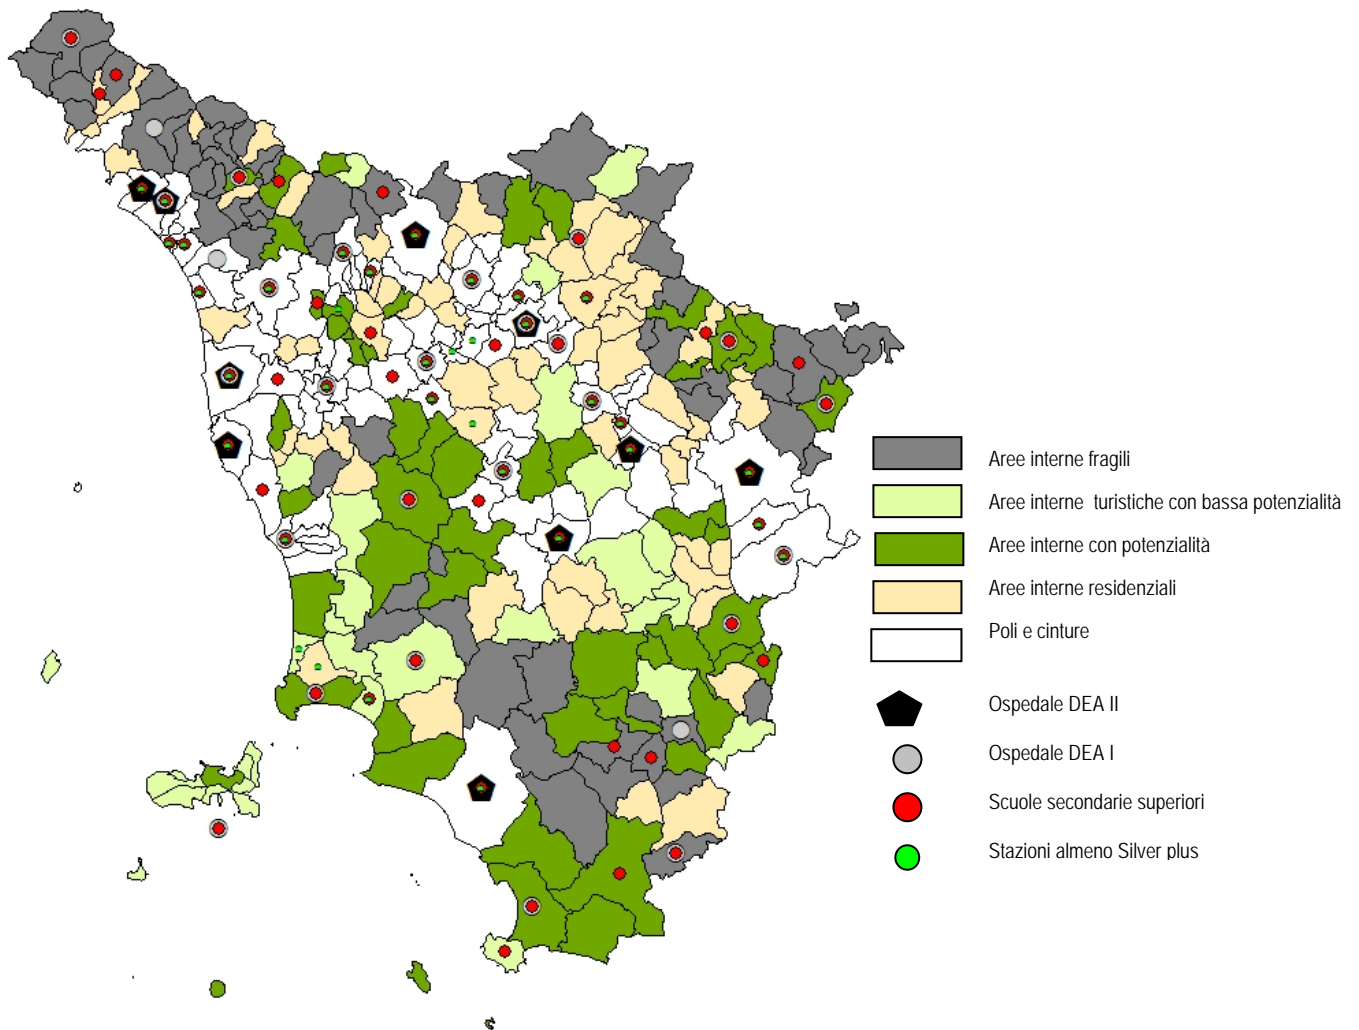 Aree interne fragili
Aree interne turistiche con bassa potenzialità
Aree interne con potenzialità
Aree interne residenziali
Poli e cinture
Ospedale DEA II
Ospedale DEA I
Scuole secondarie superiori
Stazioni almeno Silver plus